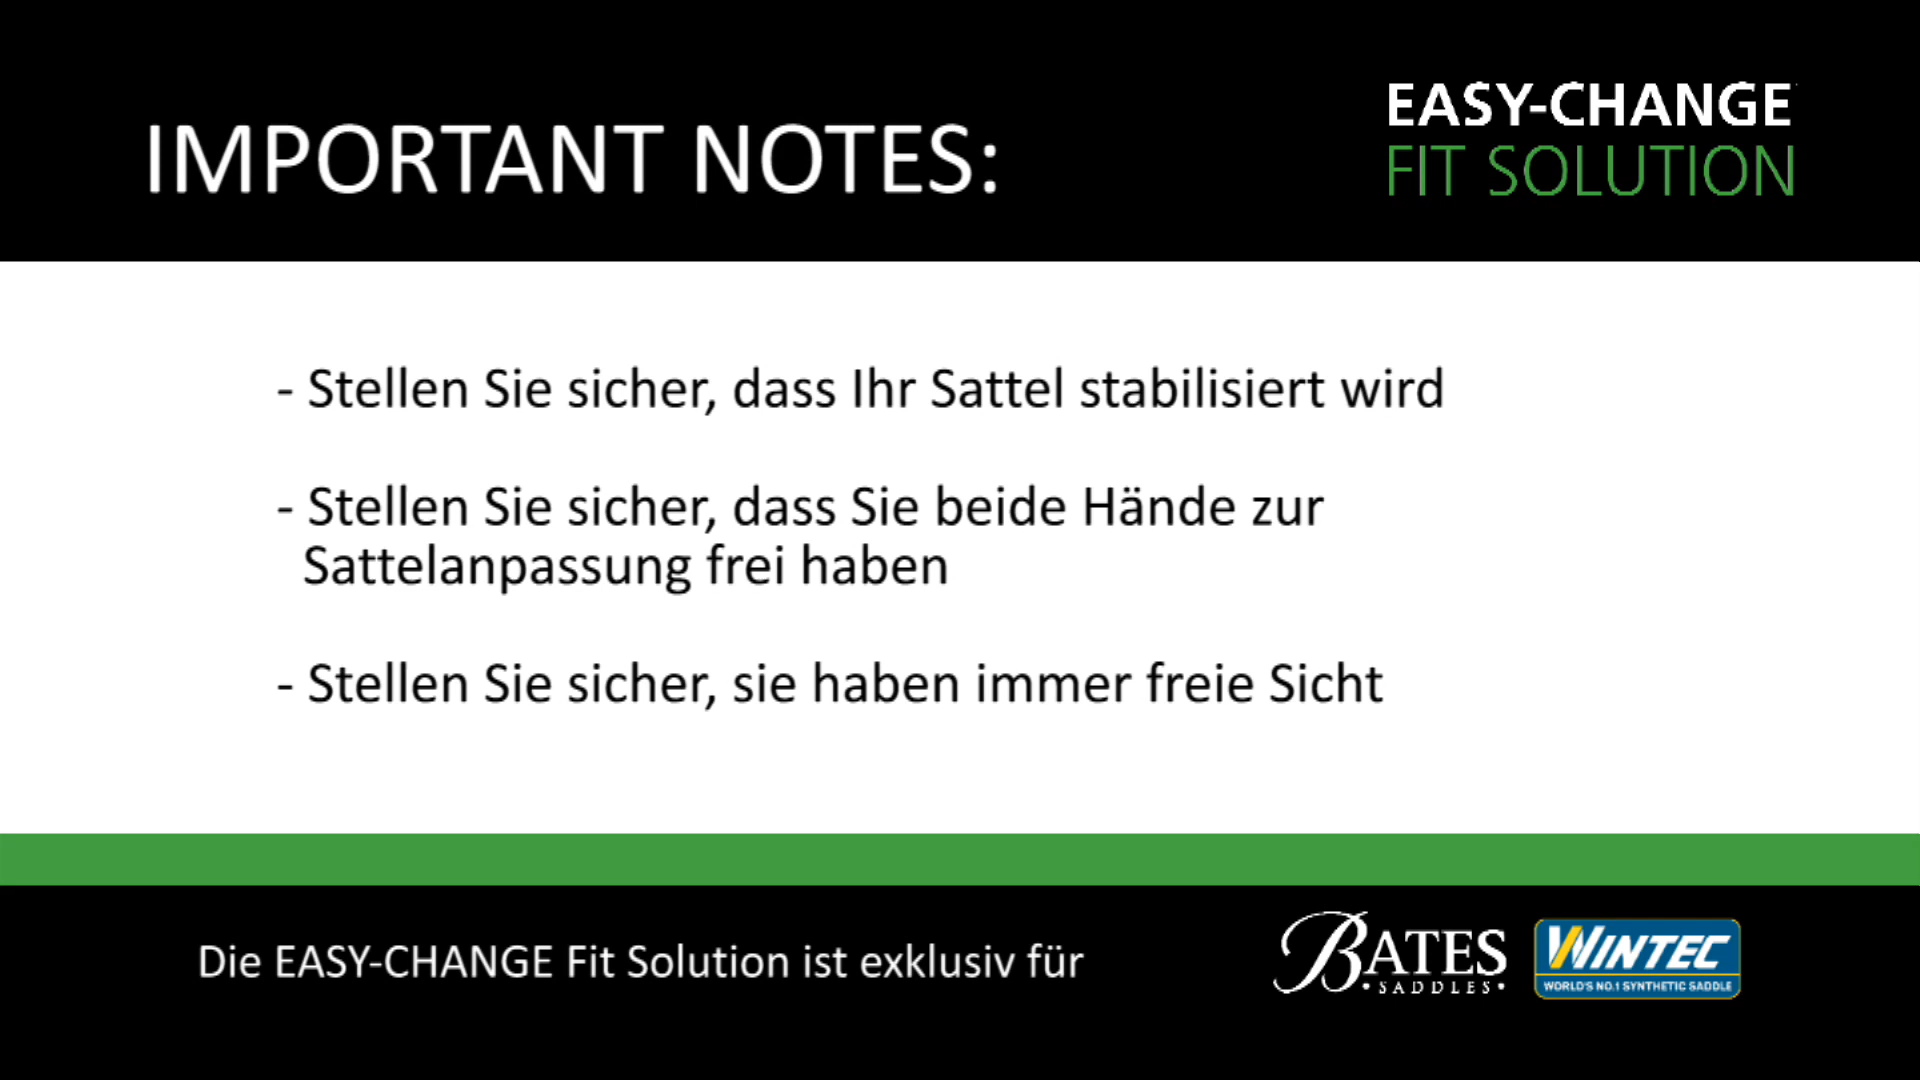 IMPORTANT NOTES:
EASY-CHANGE
FIT SOLUTION
- Stellen Sie sicher, dass Ihr Sattel stabilisiert wird
- Stellen Sie sicher, dass Sie beide Hände zur
Sattelanpassung frei haben
- Stellen Sie sicher, sie haben immer freie Sicht
Die EASY-CHANGE Fit Solution ist exklusiv für
BATES
• SADDLES •
WINTEC
WORLD'S NO.1 SYNTHETIC SADDLE